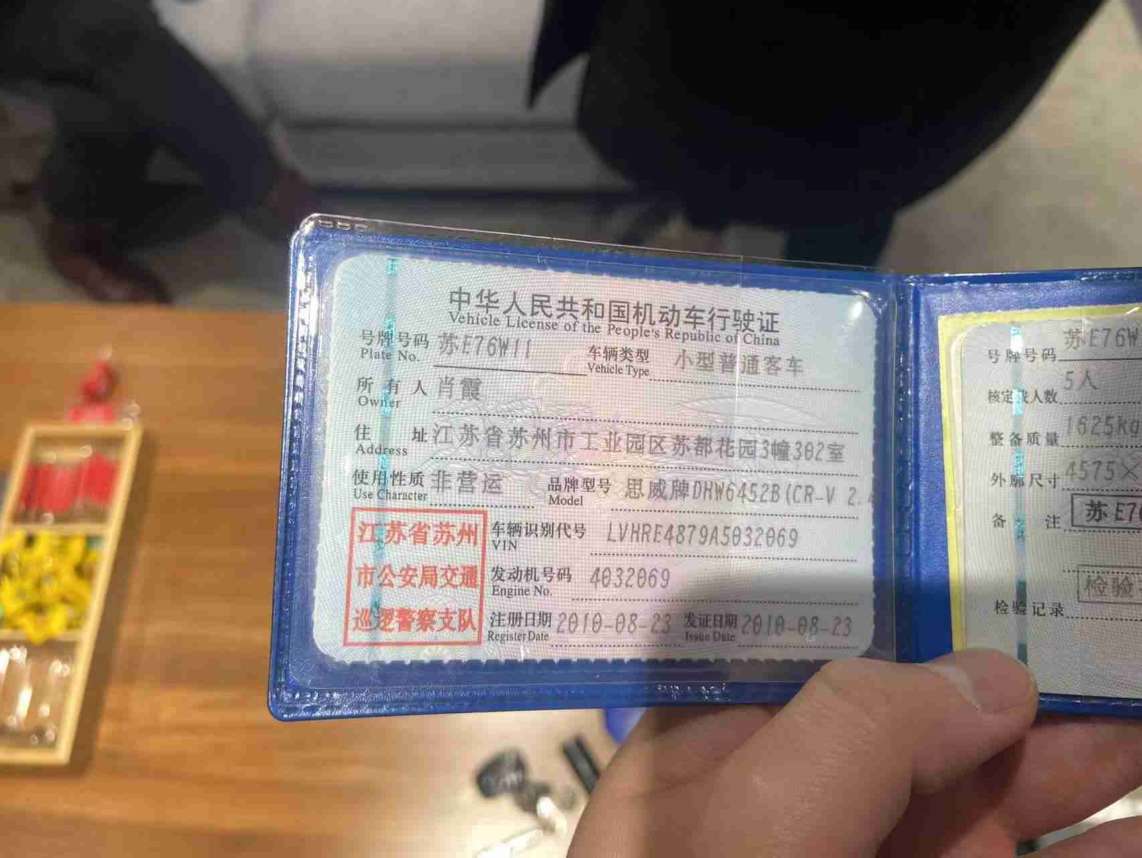 中华人民共和国机动车行驶证
Vehicle License of the People's Republic of China
号牌号码 苏E76W11 车辆类型 小型普通客车
Plate No. Vehicle Type
所有人 肖霞
Owner
住址 江苏省苏州市工业园区苏都花园3幢302室
Address
使用性质 非营运 品牌型号 思威牌DHW6452B(CR-V 2.4
Use Character Model
江苏省苏州
市公安局交通
巡逻警察支队
车辆识别代号 LVHRE4879A5032069
VIN
发动机号码 4032069
Engine No.
注册日期 2010-08-23 发证日期 2010-08-23
Register Date Issue Date
号牌号码 苏E76W
核定载人数 5人
整备质量 1625kg
外廓尺寸 4575×
备注 苏E76
检验
检验记录